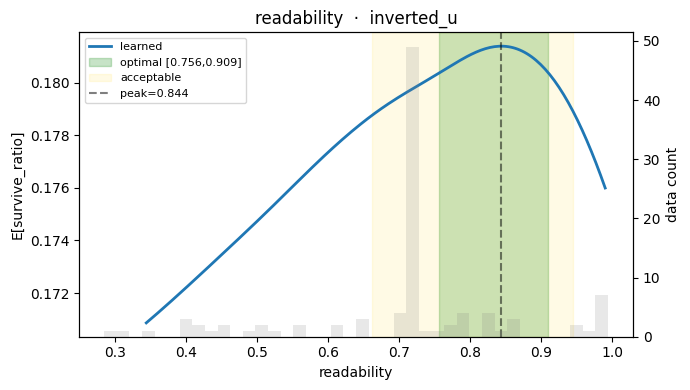 readability · inverted_u
learned
optimal [0.756,0.909]
acceptable
peak=0.844
E[survive_ratio]
0.180
0.178
0.176
0.174
0.172
data count
50
40
30
20
10
0
0.3 0.4 0.5 0.6 0.7 0.8 0.9 1.0
readability